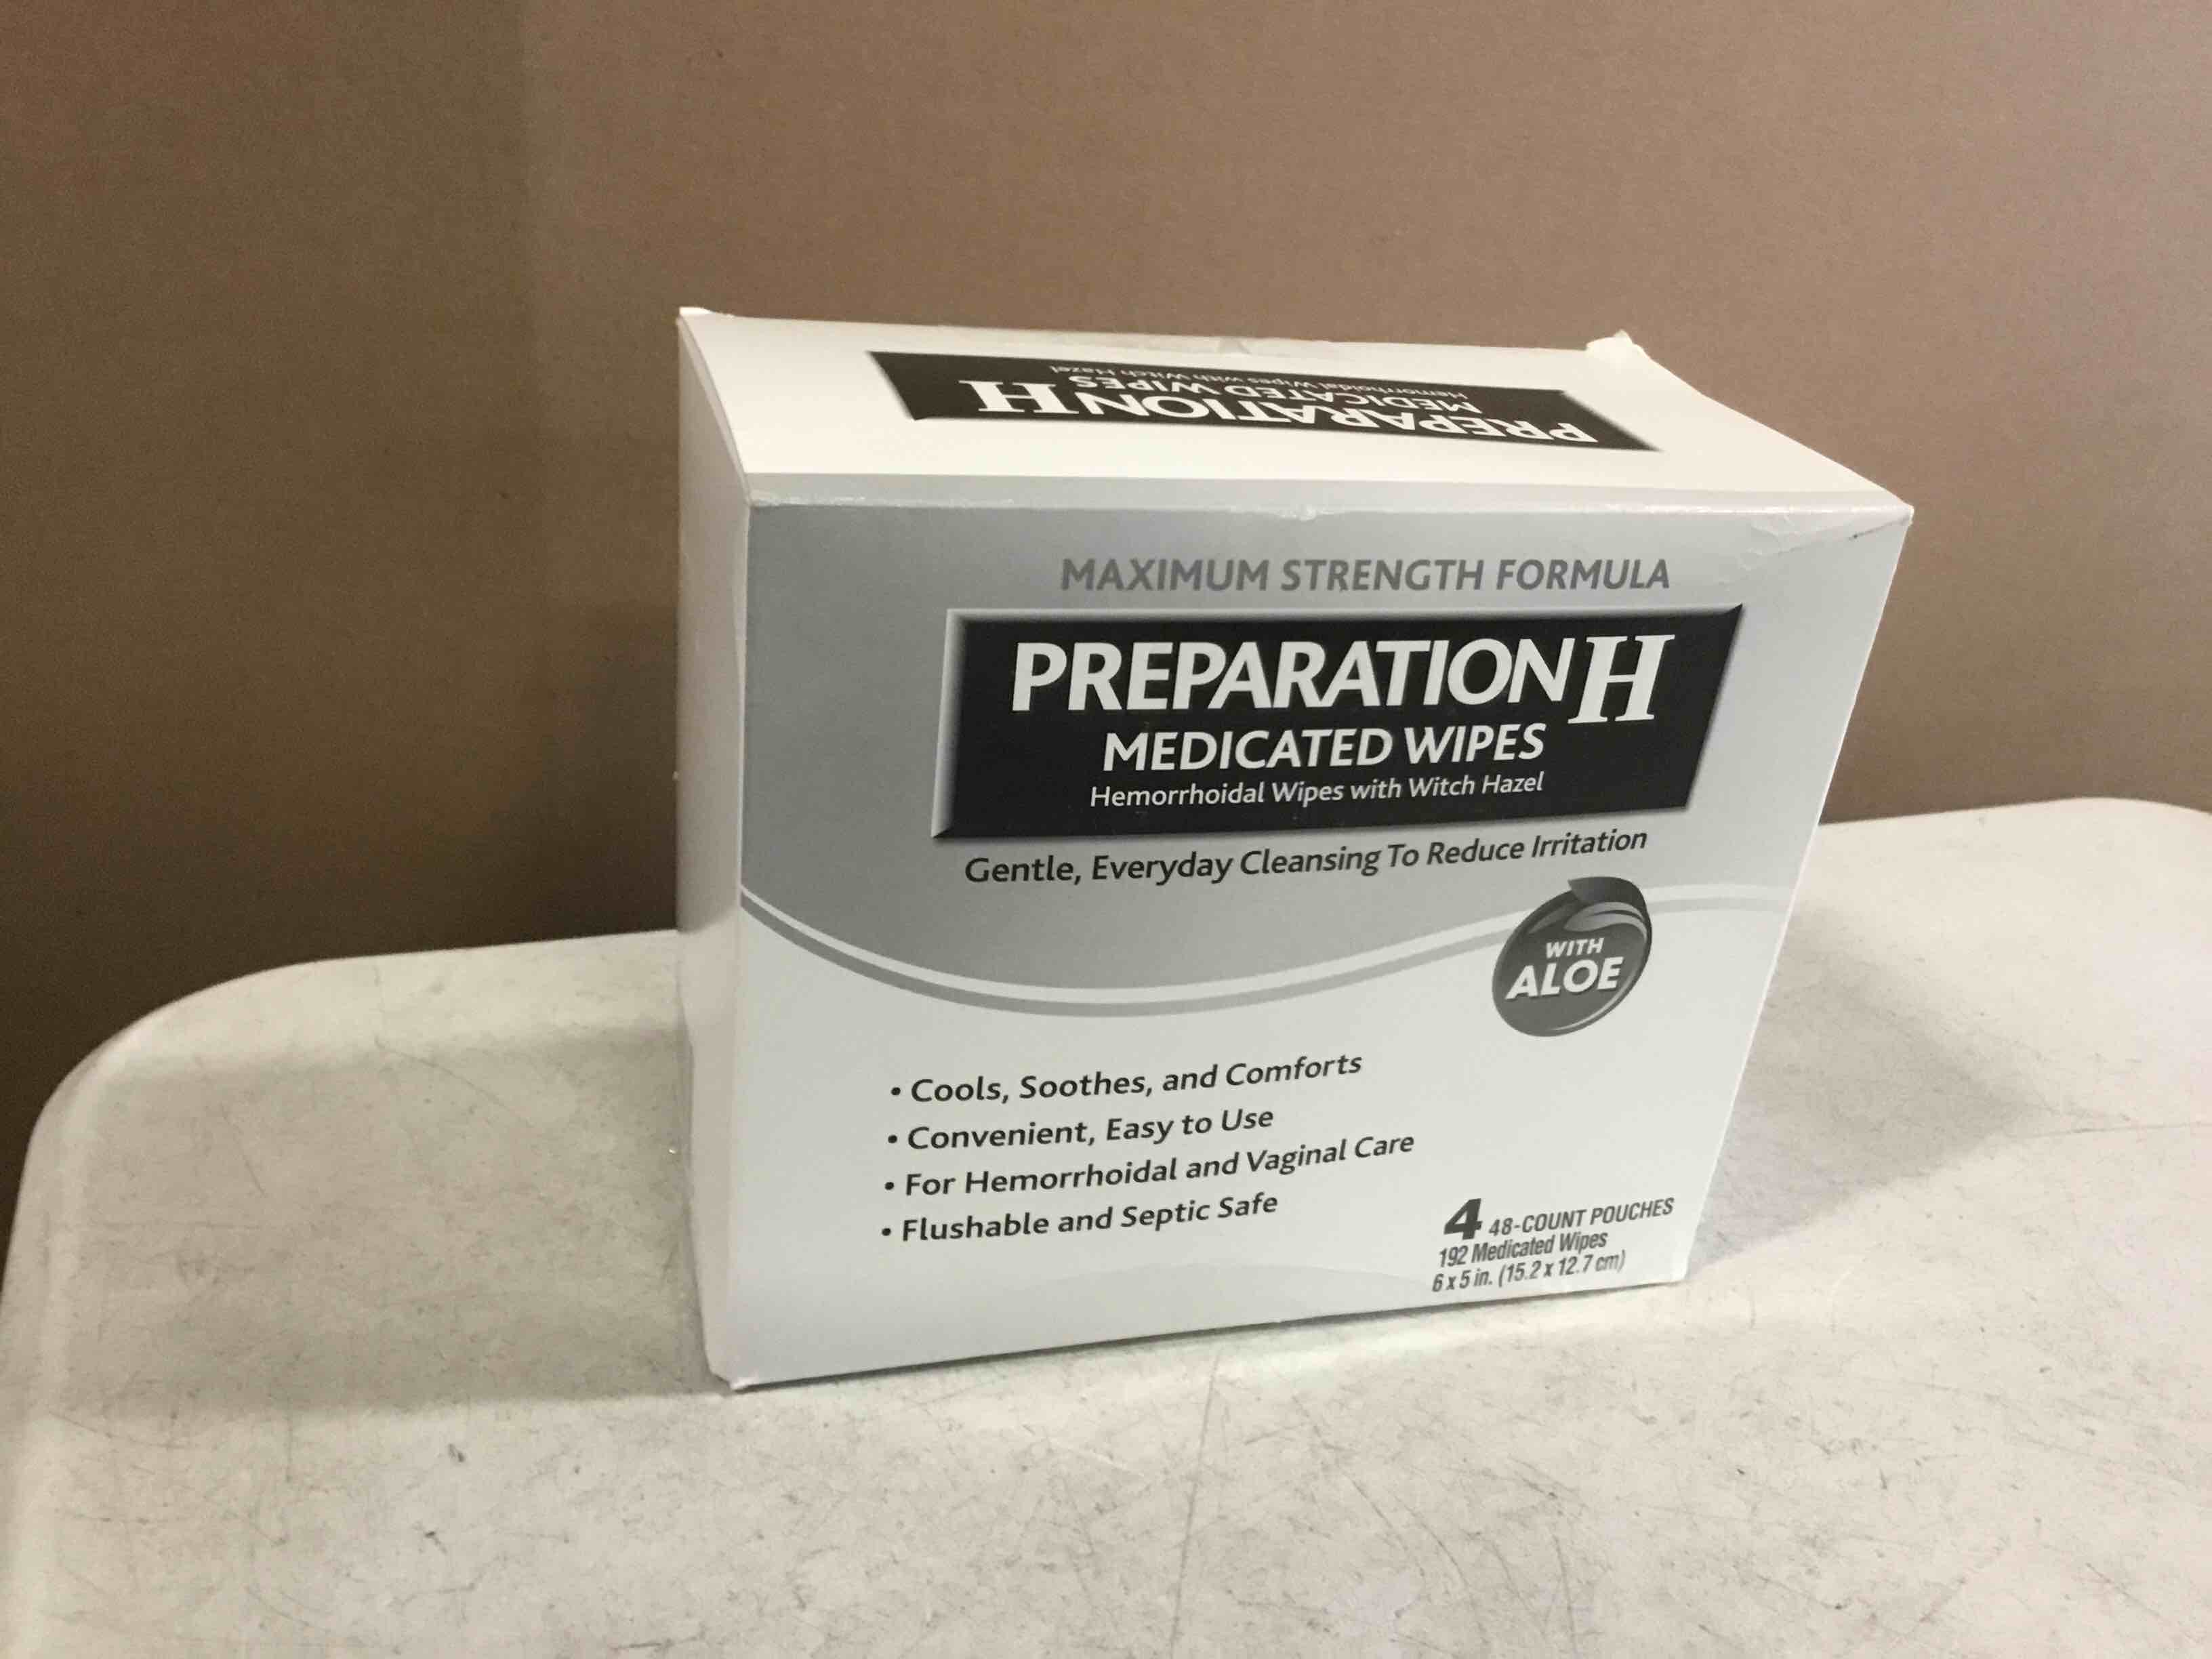 PREPARATION H
MEDICATED WIPES
Hemorrhoidal Wipes with Witch Hazel
MAXIMUM STRENGTH FORMULA
PREPARATION H
MEDICATED WIPES
Hemorrhoidal Wipes with Witch Hazel
Gentle, Everyday Cleansing To Reduce Irritation
WITH
ALOE
• Cools, Soothes, and Comforts
• Convenient, Easy to Use
• For Hemorrhoidal and Vaginal Care
• Flushable and Septic Safe
4 48-COUNT POUCHES
192 Medicated Wipes
6 x 5 in. (15.2 x 12.7 cm)